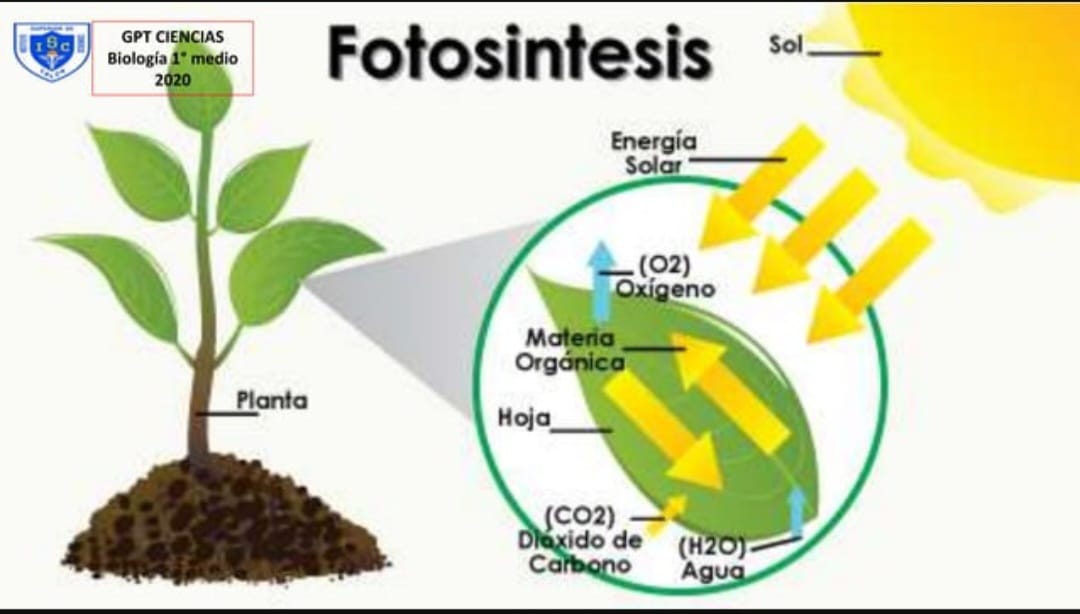 GPT CIENCIAS
Biología 1° medio
2020
Fotosintesis
Sol
Energía
Solar
(O2)
Oxígeno
Materia
Orgánica
Hoja
Planta
(CO2)
Dióxido de
Carbono
(H2O)
Agua
ISC